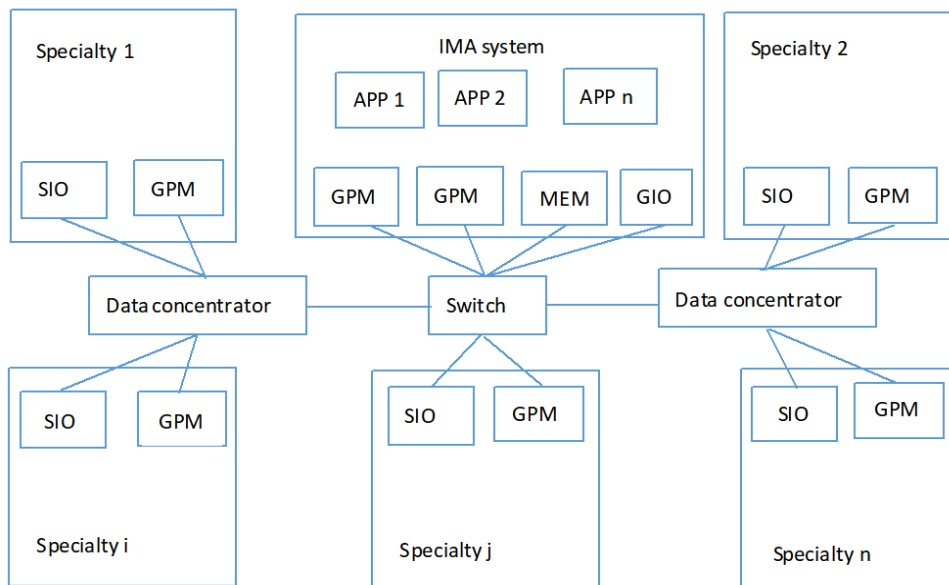 Specialty 1
SIO
GPM
IMA system
APP 1
APP 2
APP n
GPM
GPM
MEM
GIO
Specialty 2
SIO
GPM
Data concentrator
Switch
Data concentrator
SIO
GPM
Specialty i
SIO
GPM
Specialty j
SIO
GPM
Specialty n